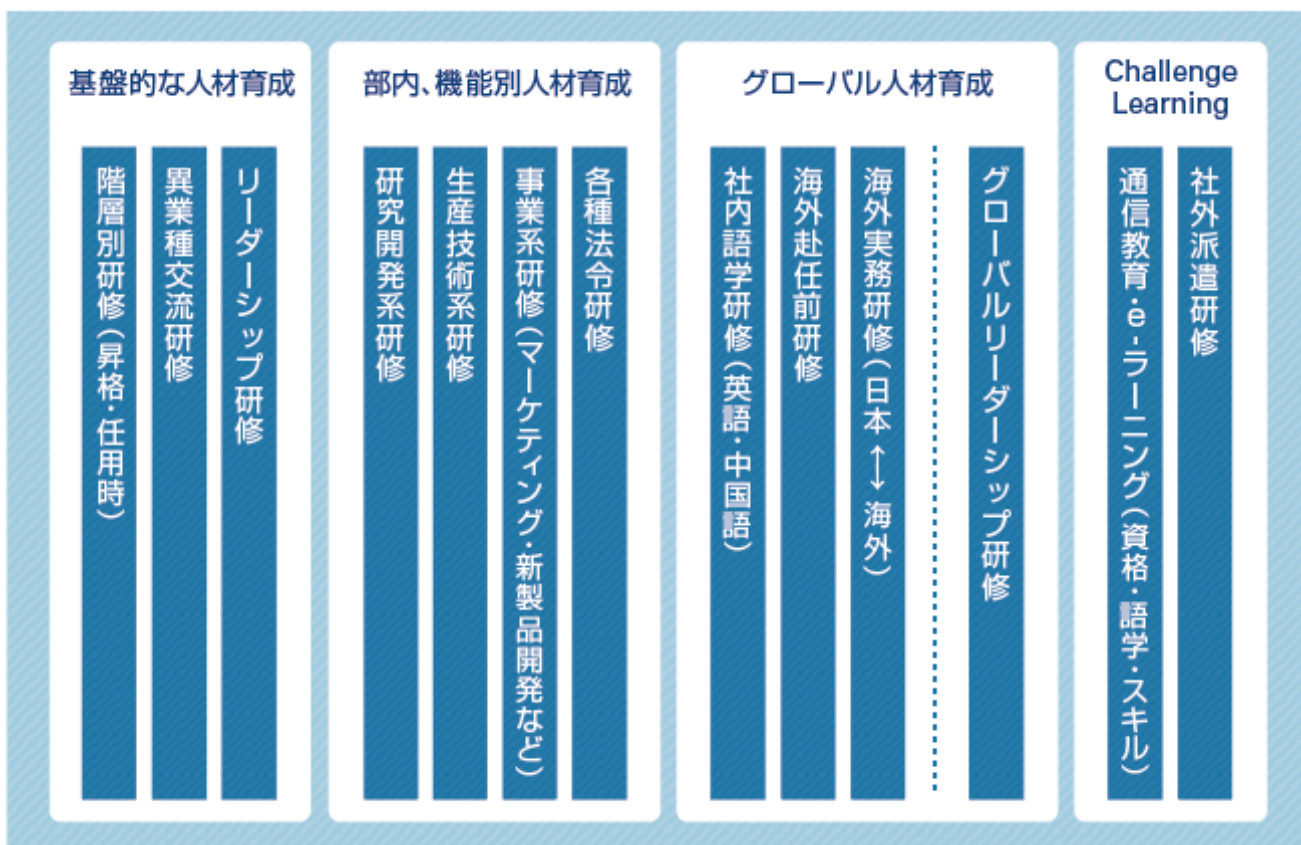 基盤的な人材育成
階層別研修(昇格・任用時)
異業種交流研修
リーダーシップ研修
部内、機能別人材育成
研究開発系研修
生産技術系研修
事業系研修(マーケティング・新製品開発など)
各種法令研修
グローバル人材育成
社内語学研修(英語・中国語)
海外赴任前研修
海外実務研修(日本↔海外)
グローバルリーダーシップ研修
Challenge
Learning
通信教育・e-ラーニング(資格・語学・スキル)
社外派遣研修